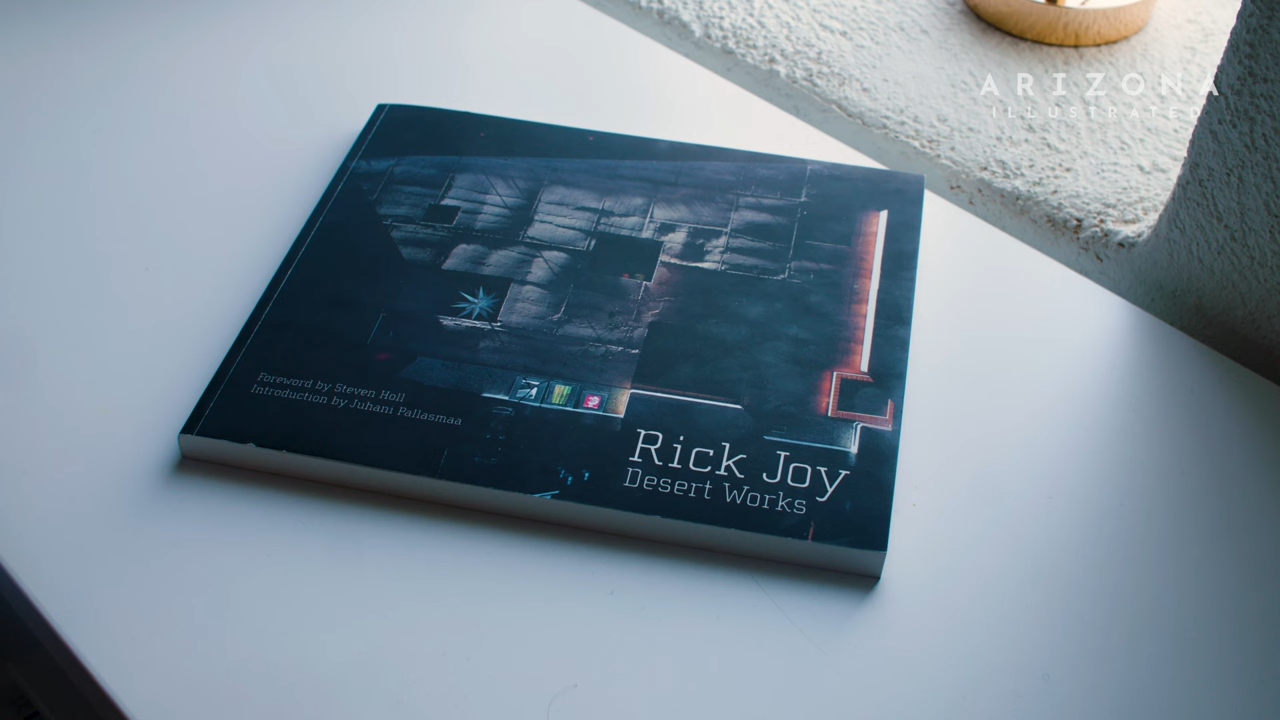 ARIZONA
ILLUSTRATED
Foreword by Steven Holl
Introduction by Juhani Pallasmaa
Rick Joy
Desert Works